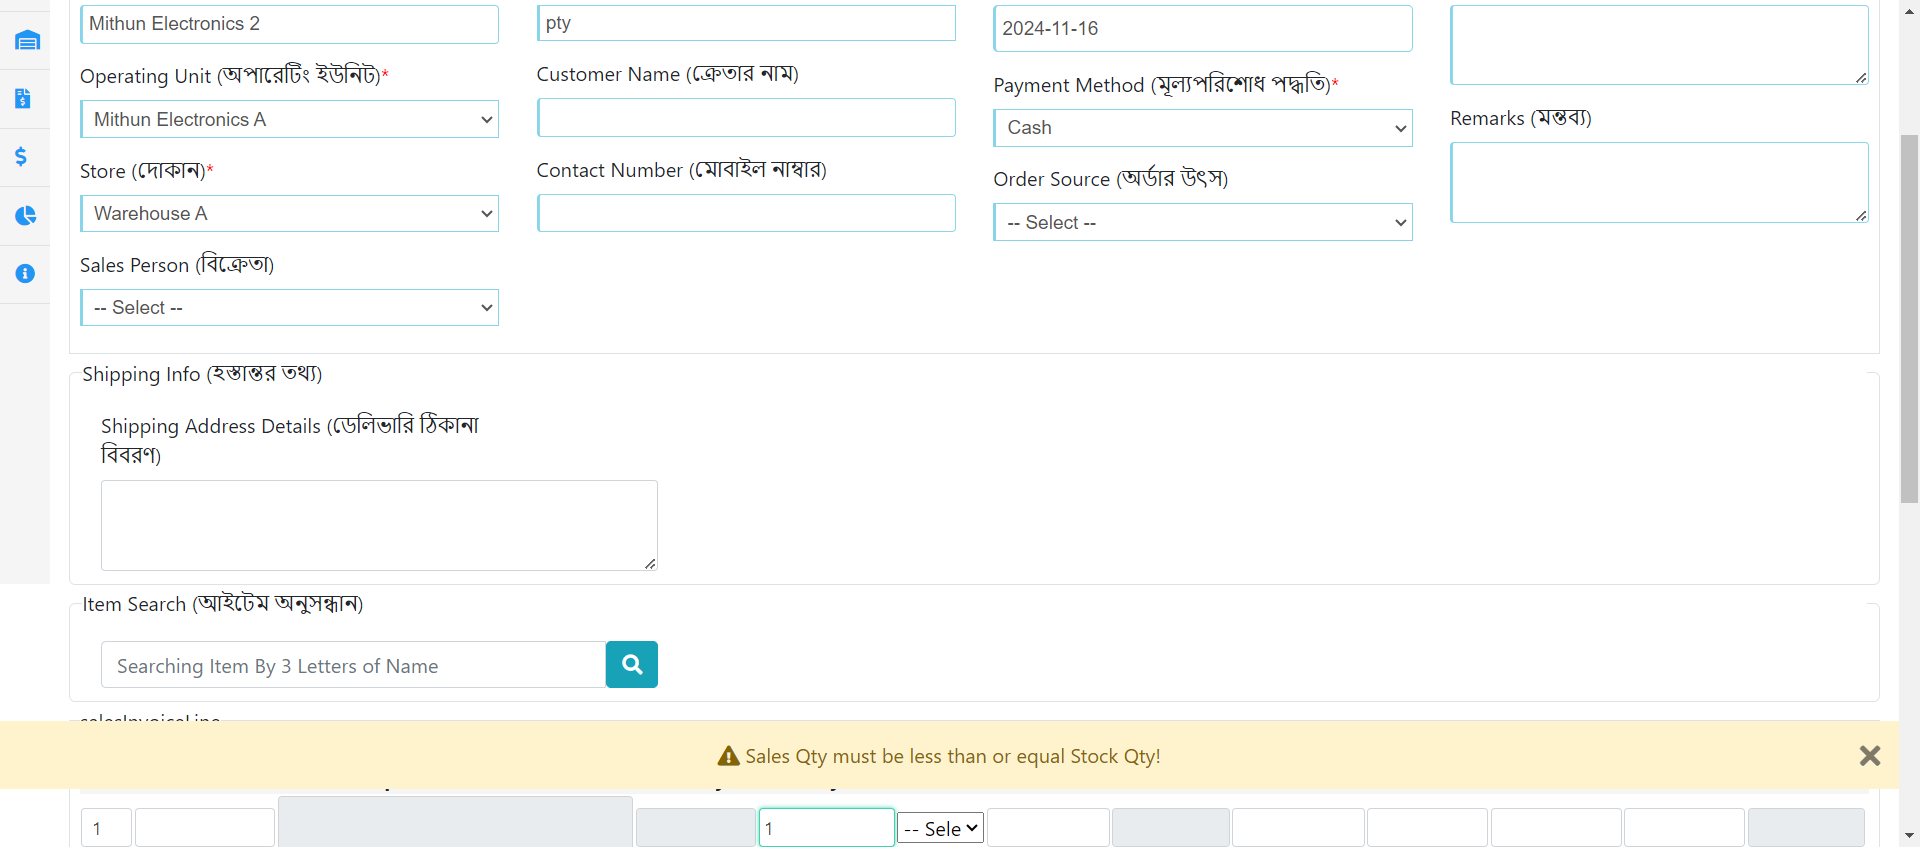 Mithun Electronics 2
Operating Unit (অপারেটিং ইউনিট)*
Mithun Electronics A
Store (দোকান)*
Warehouse A
Sales Person (বিক্রেতা)
-- Select --
pty
Customer Name (ক্রেতার নাম)
Contact Number (মোবাইল নাম্বার)
2024-11-16
Payment Method (মূল্যপরিশোধ পদ্ধতি)*
Cash
Order Source (অর্ডার উৎস)
-- Select --
Remarks (মন্তব্য)
Shipping Info (হস্তান্তর তথ্য)
Shipping Address Details (ডেলিভারি ঠিকানা
বিবরণ)
Item Search (আইটেম অনুসন্ধান)
Searching Item By 3 Letters of Name
salesInvoiceLine
Sales Qty must be less than or equal Stock Qty!
1
1
-- Sele